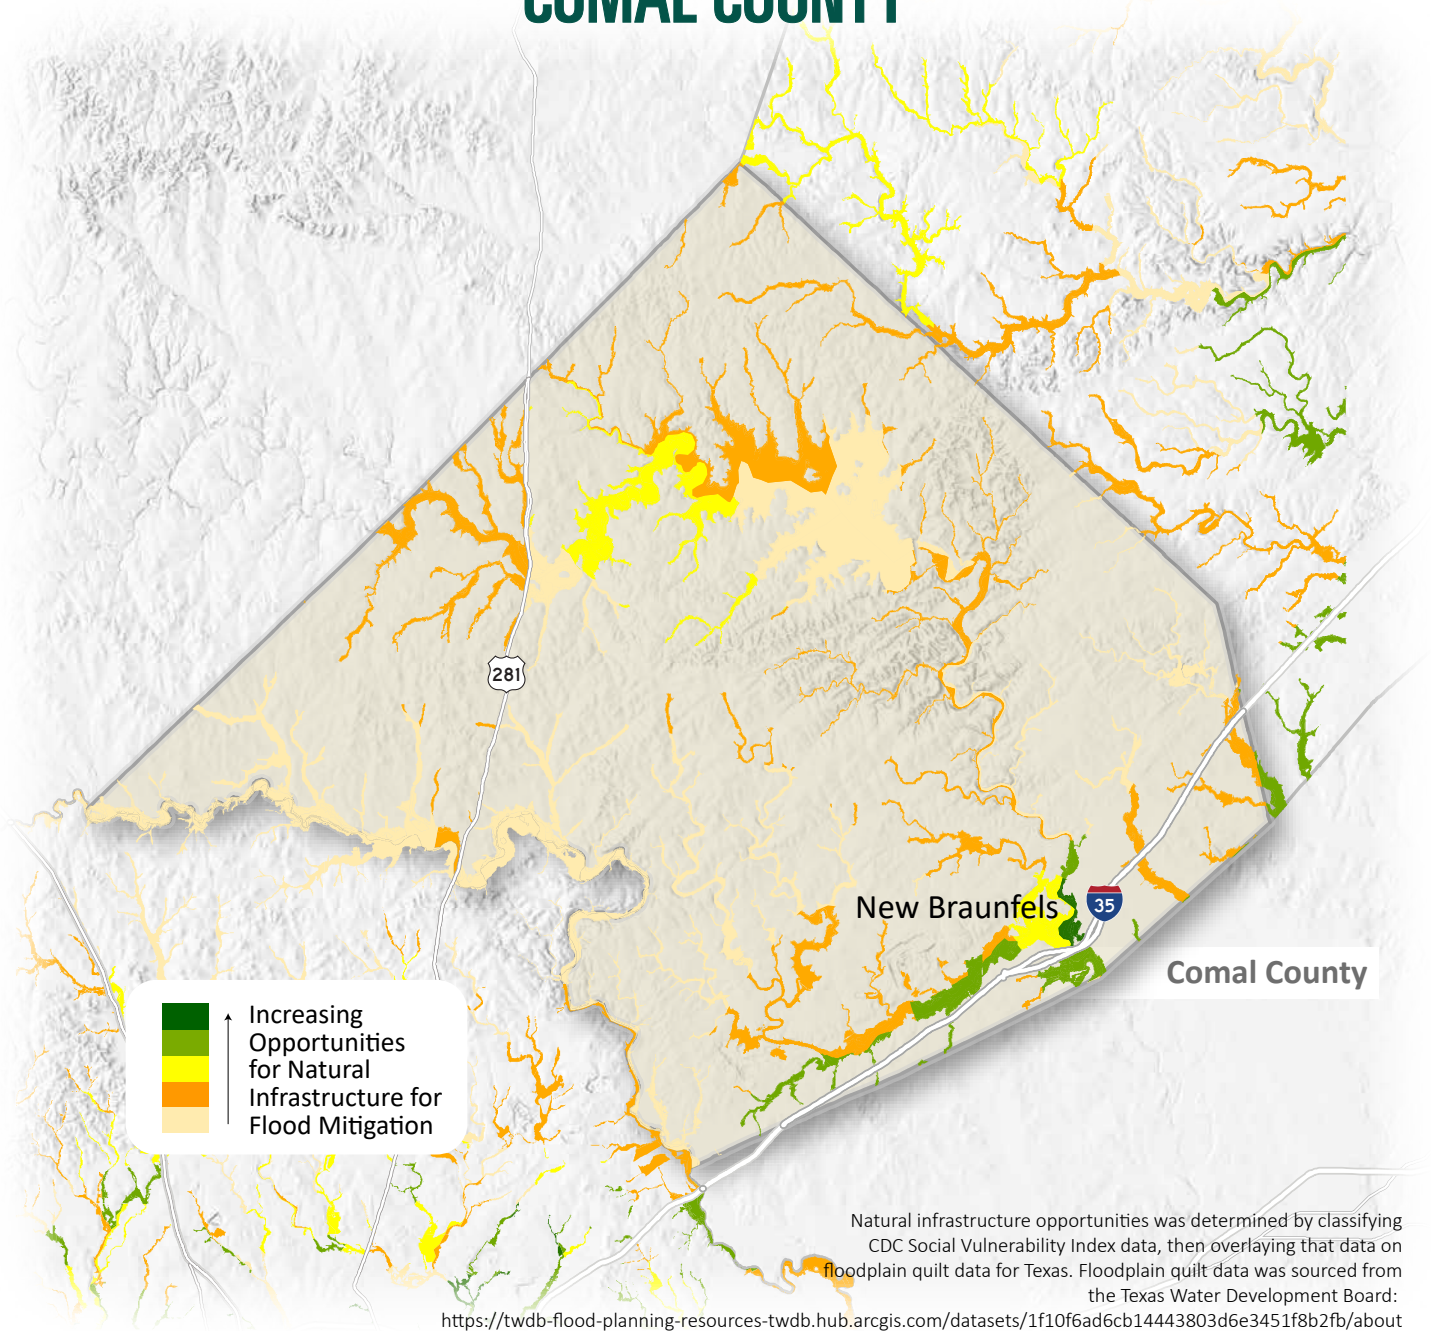 COMAL COUNTY
281
New Braunfels
35
Comal County
Increasing
Opportunities
for Natural
Infrastructure for
Flood Mitigation
Natural infrastructure opportunities was determined by classifying
CDC Social Vulnerability Index data, then overlaying that data on
floodplain quilt data for Texas. Floodplain quilt data was sourced from
the Texas Water Development Board:
https://twdb-flood-planning-resources-twdb.hub.arcgis.com/datasets/1f10f6ad6cb14443803d6e3451f8b2fb/about